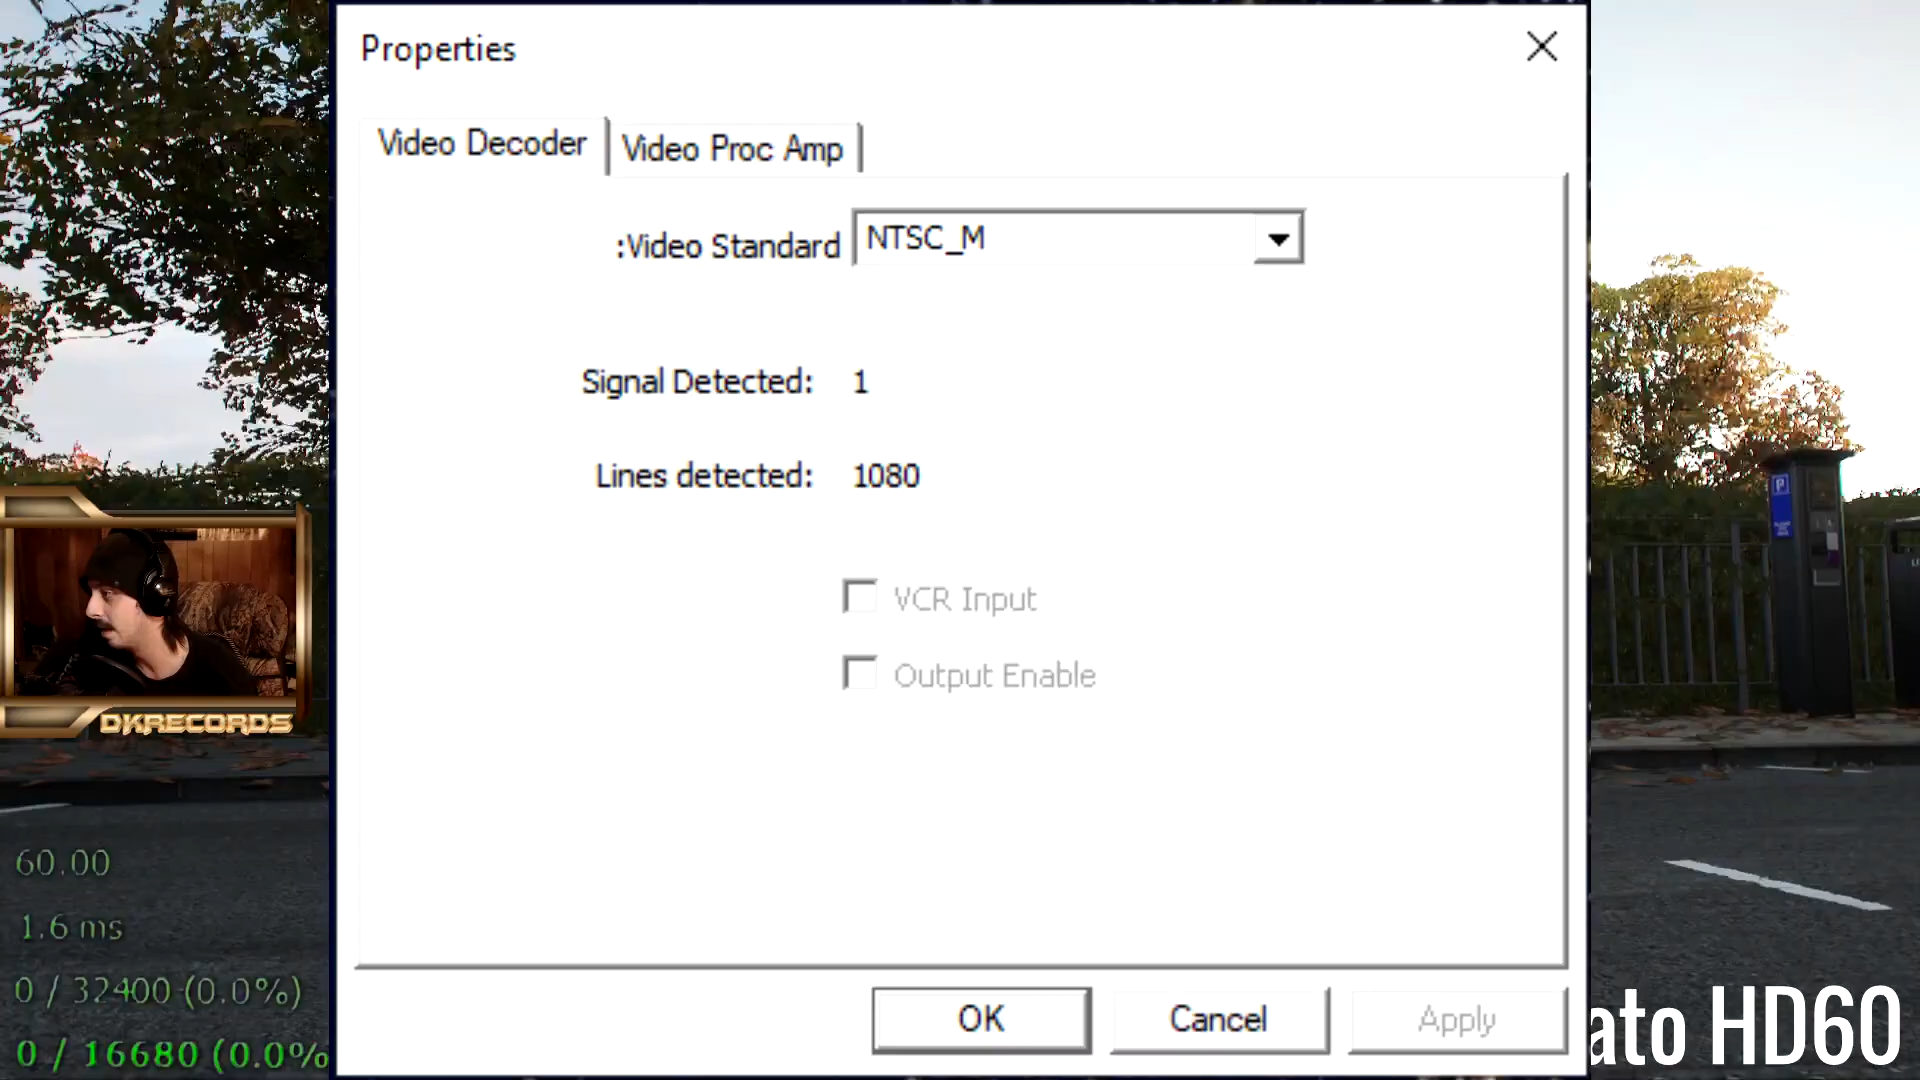 Properties
Video Decoder
Video Proc Amp
:Video Standard
NTSC_M
Signal Detected: 1
Lines detected: 1080
VCR Input
Output Enable
OK
Cancel
Apply
DKRECORDS
60.00
1.6 ms
0 / 32400 (0.0%)
0 / 16680 (0.0%
ato HD60
P